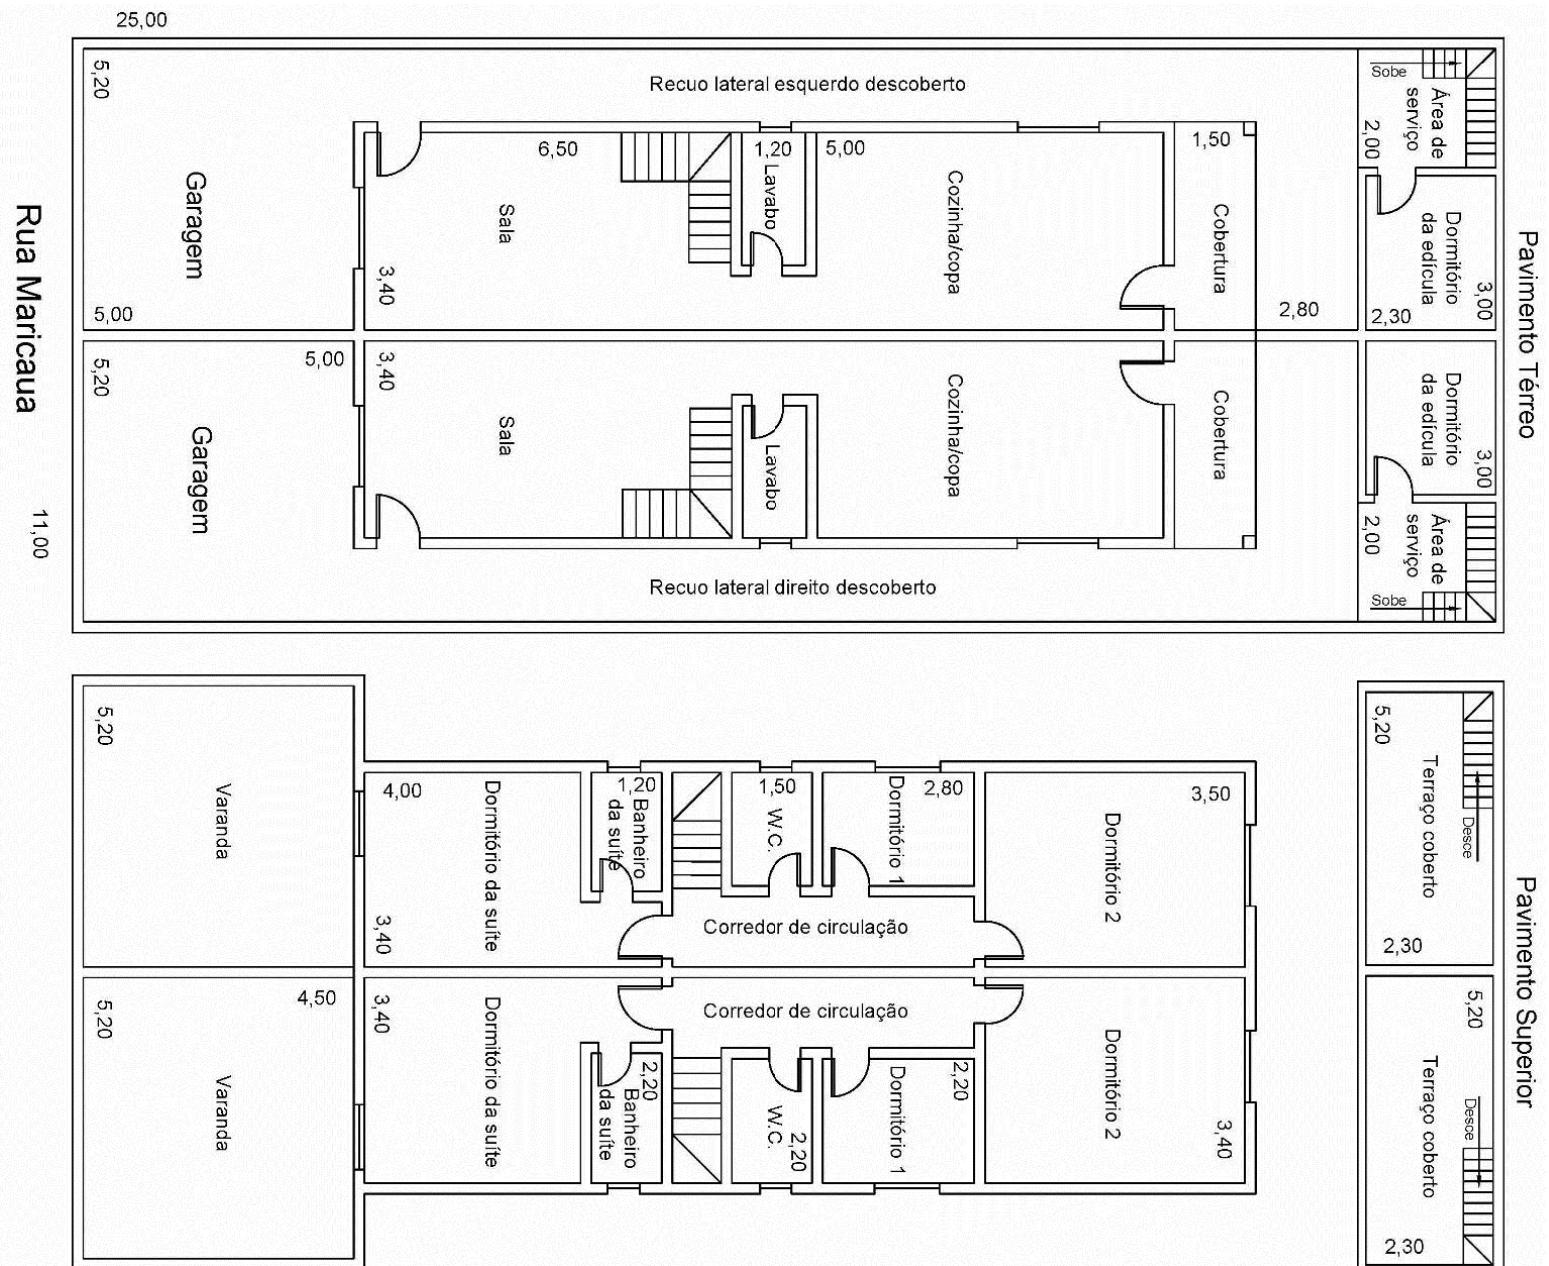 25,00
5,20
Recuo lateral esquerdo descoberto
Sobe
Área de
serviço
2,00
6,50
1,20
5,00
1,50
Lavabo
Garagem
Sala
Cozinha/copa
Cobertura
Dormitório
da edícula
3,00
2,30
3,40
2,80
5,00
Pavimento Térreo
Rua Maricaua
11,00
5,20
5,00
3,40
Garagem
Sala
Lavabo
Cozinha/copa
Cobertura
Dormitório
da edícula
3,00
2,00
Área de
serviço
Sobe
Recuo lateral direito descoberto
5,20
Varanda
4,00
Dormitório da suíte
3,40
1,20
Banheiro
da suíte
1,50
W.C.
2,80
Dormitório 1
3,50
Dormitório 2
Corredor de circulação
5,20
Terraço coberto
Desce
2,30
Pavimento Superior
5,20
4,50
Varanda
3,40
Dormitório da suíte
Corredor de circulação
2,20
Banheiro
da suíte
W.C.
2,20
Dormitório 1
2,20
Dormitório 2
3,40
5,20
Terraço coberto
Desce
2,30